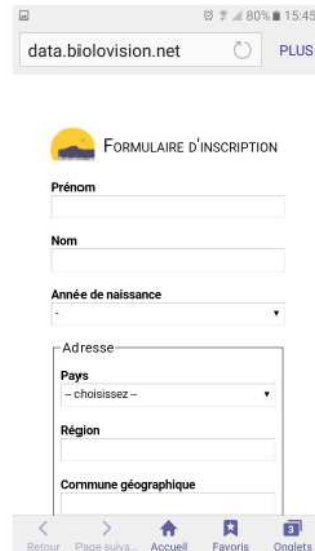 80% 15:45
data.biolovision.net PLUS
FORMULAIRE D'INSCRIPTION
Prénom
Nom
Année de naissance
-
Adresse
Pays
-- choisissez --
Région
Commune géographique
Retour Page suiva... Accueil Favoris Onglets
3